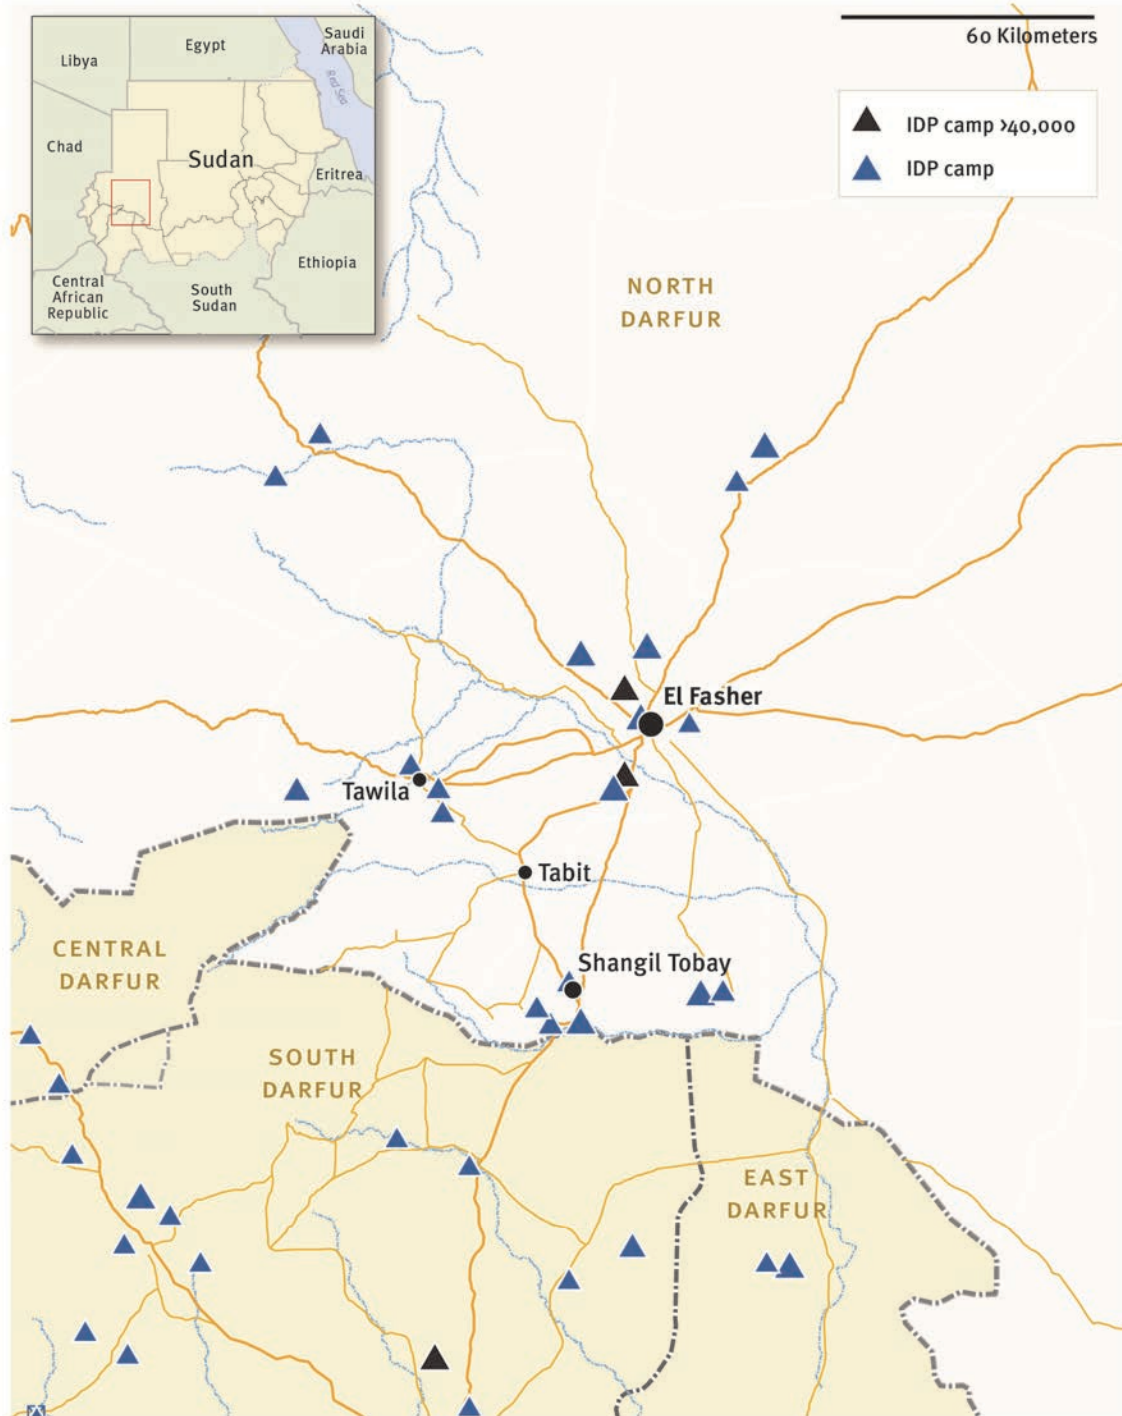 Libya
Egypt
Saudi
Arabia
Red Sea
Chad
Sudan
Eritrea
Ethiopia
Central
African
Republic
South
Sudan
60 Kilometers
IDP camp >40,000
IDP camp
NORTH
DARFUR
El Fasher
Tawila
Tabit
Shangil Tobay
CENTRAL
DARFUR
SOUTH
DARFUR
EAST
DARFUR